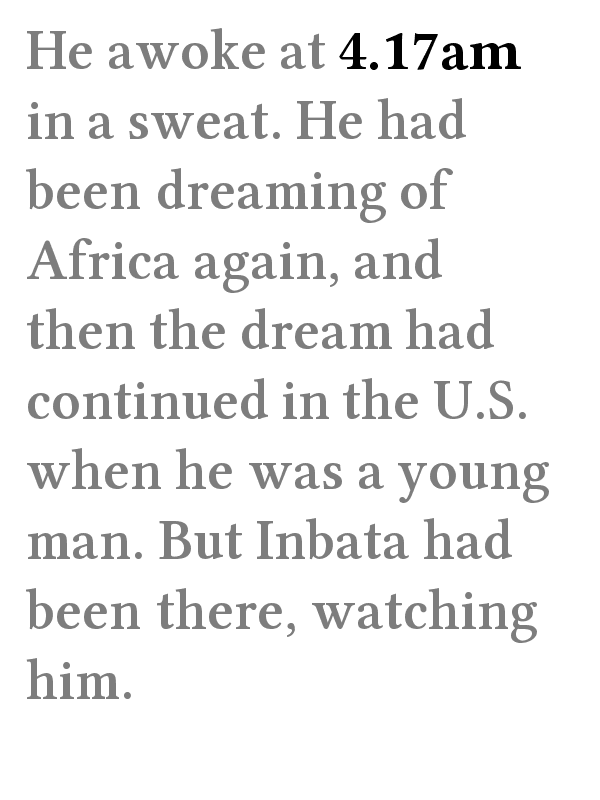 He awoke at 4.17am
in a sweat. He had
been dreaming of
Africa again, and
then the dream had
continued in the U.S.
when he was a young
man. But Inbata had
been there, watching
him.